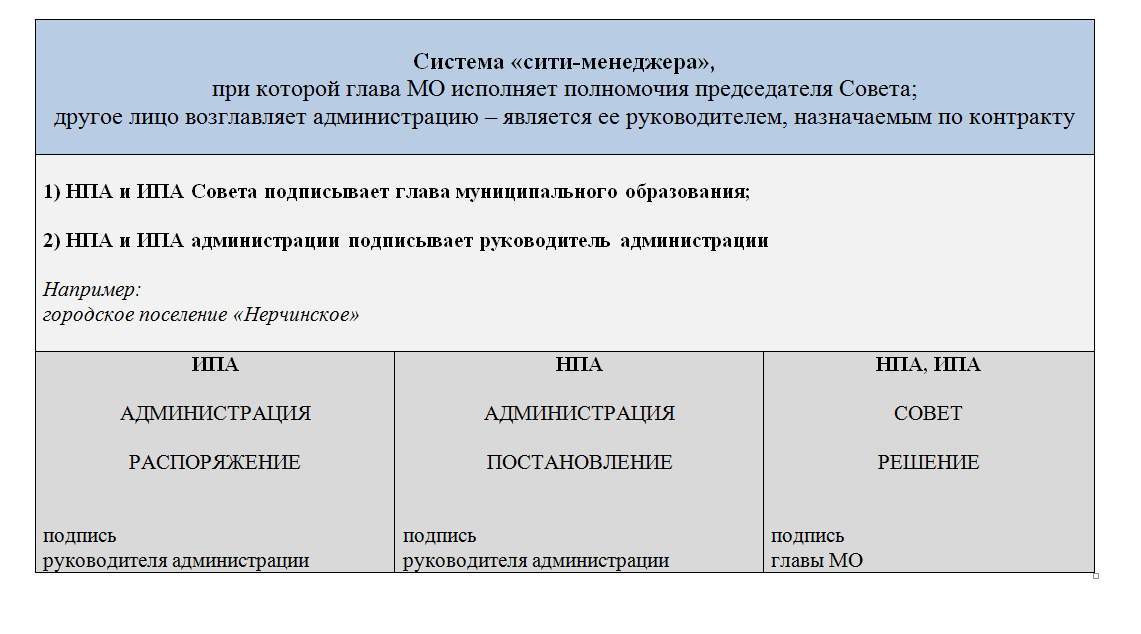 Система «сити-менеджера»,
при которой глава МО исполняет полномочия председателя Совета;
другое лицо возглавляет администрацию – является ее руководителем, назначаемым по контракту
1) НПА и ИПА Совета подписывает глава муниципального образования;
2) НПА и ИПА администрации подписывает руководитель администрации
Например:
городское поселение «Нерчинское»
ИПА
АДМИНИСТРАЦИЯ
РАСПОРЯЖЕНИЕ
подпись
руководителя администрации
НПА
АДМИНИСТРАЦИЯ
ПОСТАНОВЛЕНИЕ
подпись
руководителя администрации
НПА, ИПА
СОВЕТ
РЕШЕНИЕ
подпись
главы МО